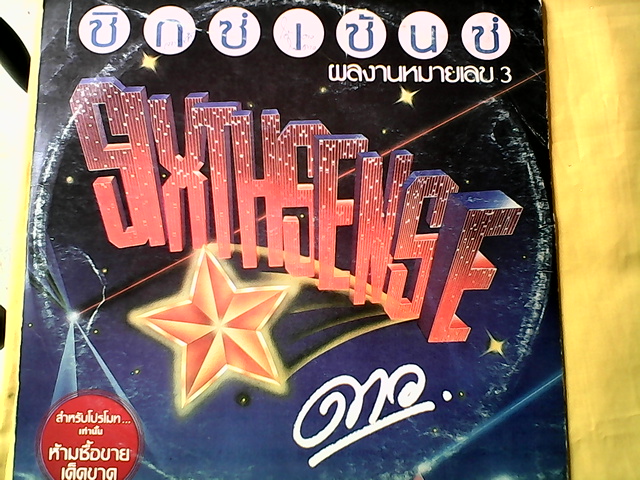 ซิกซ์เซ้นซ์
ผลงานหมายเลข 3
SIXTH SENSE
ดาว.
สำหรับโปรโมท...
เท่านั้น
ห้ามซื้อขาย
เด็ดขาด